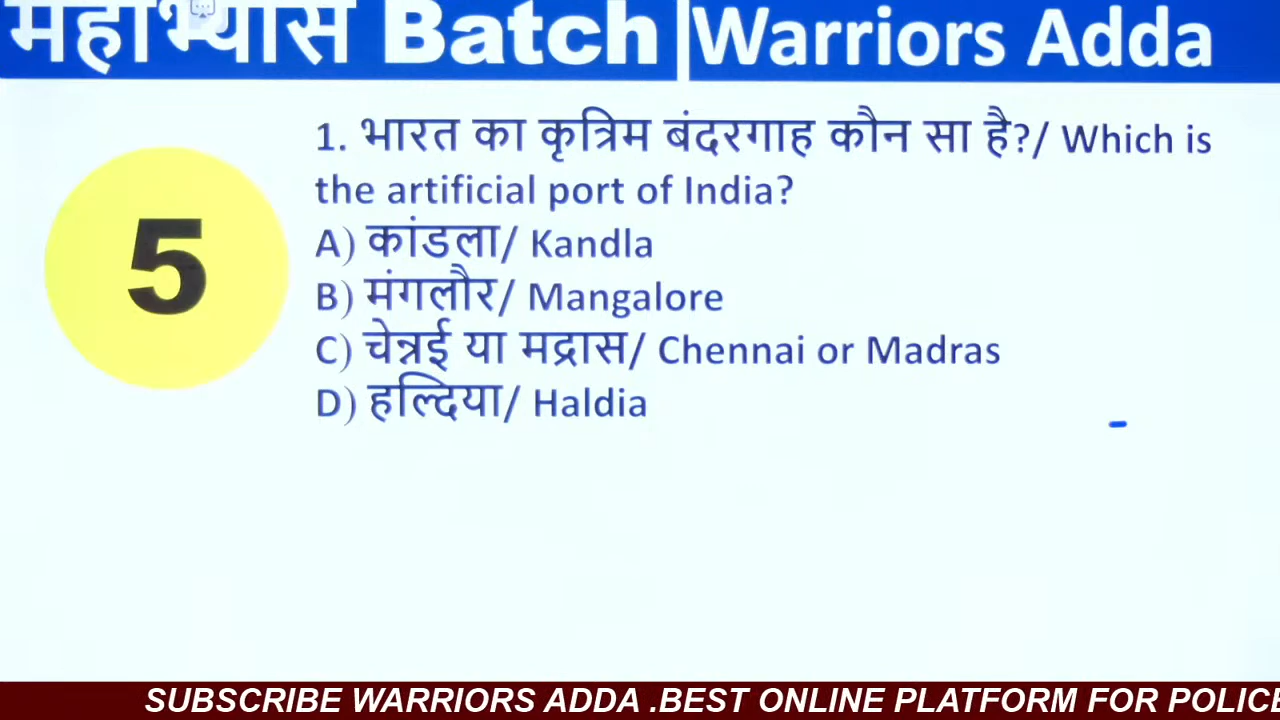 महाभ्यास Batch Warriors Adda
1. भारत का कृत्रिम बंदरगाह कौन सा है?/ Which is
the artificial port of India?
5
A) कांडला/ Kandla
B) मंगलौर/ Mangalore
C) चेन्नई या मद्रास/ Chennai or Madras
D) हल्दिया/ Haldia
SUBSCRIBE WARRIORS ADDA .BEST ONLINE PLATFORM FOR POLICE